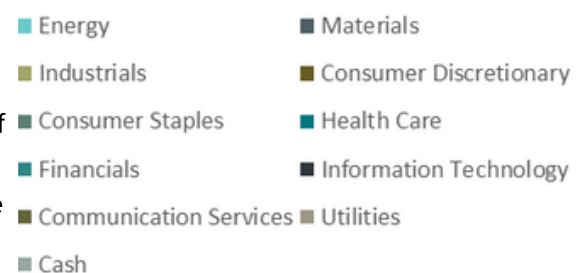 Energy Materials
Industrials Consumer Discretionary
f Consumer Staples Health Care
Financials Information Technology
e
Communication Services Utilities
Cash